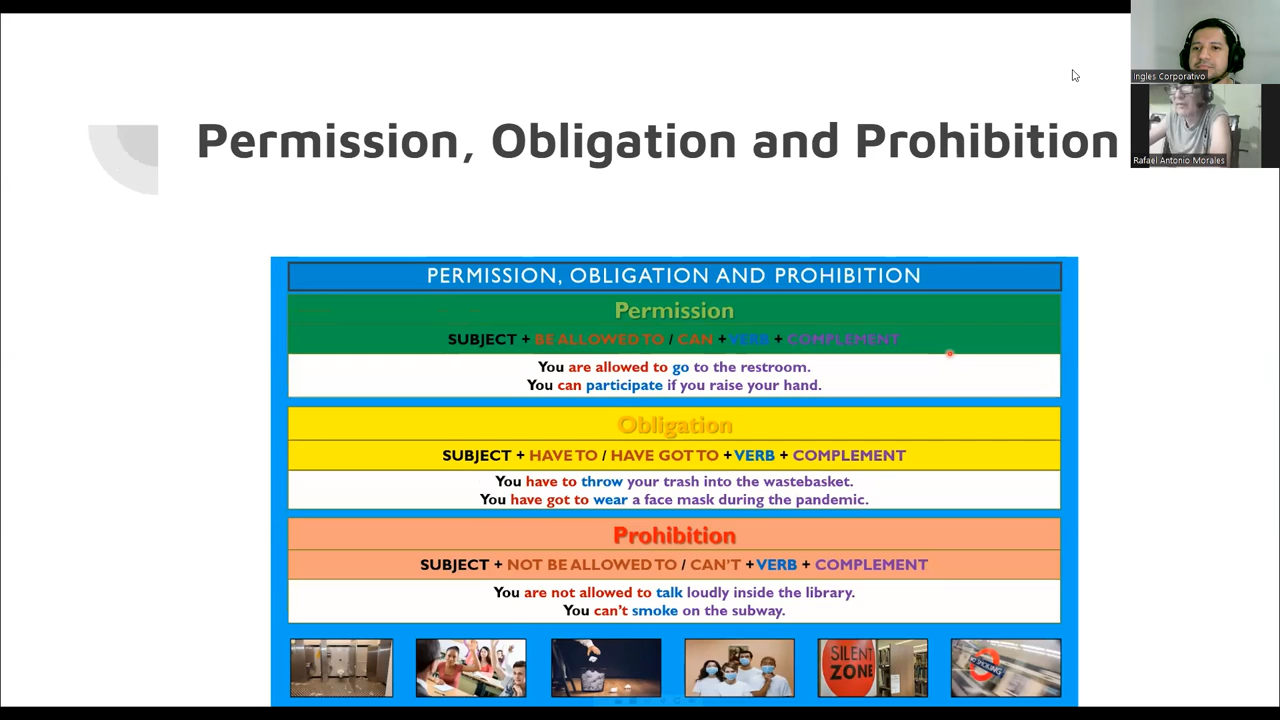 Permission, Obligation and Prohibition
Ingles Corporativo
Rafael Antonio Morales
PERMISSION, OBLIGATION AND PROHIBITION
Permission
SUBJECT + BE ALLOWED TO / CAN + VERB + COMPLEMENT
You are allowed to go to the restroom.
You can participate if you raise your hand.
Obligation
SUBJECT + HAVE TO / HAVE GOT TO + VERB + COMPLEMENT
You have to throw your trash into the wastebasket.
You have got to wear a face mask during the pandemic.
Prohibition
SUBJECT + NOT BE ALLOWED TO / CAN'T + VERB + COMPLEMENT
You are not allowed to talk loudly inside the library.
You can't smoke on the subway.
SILENT
ZONE
NO SMOKING